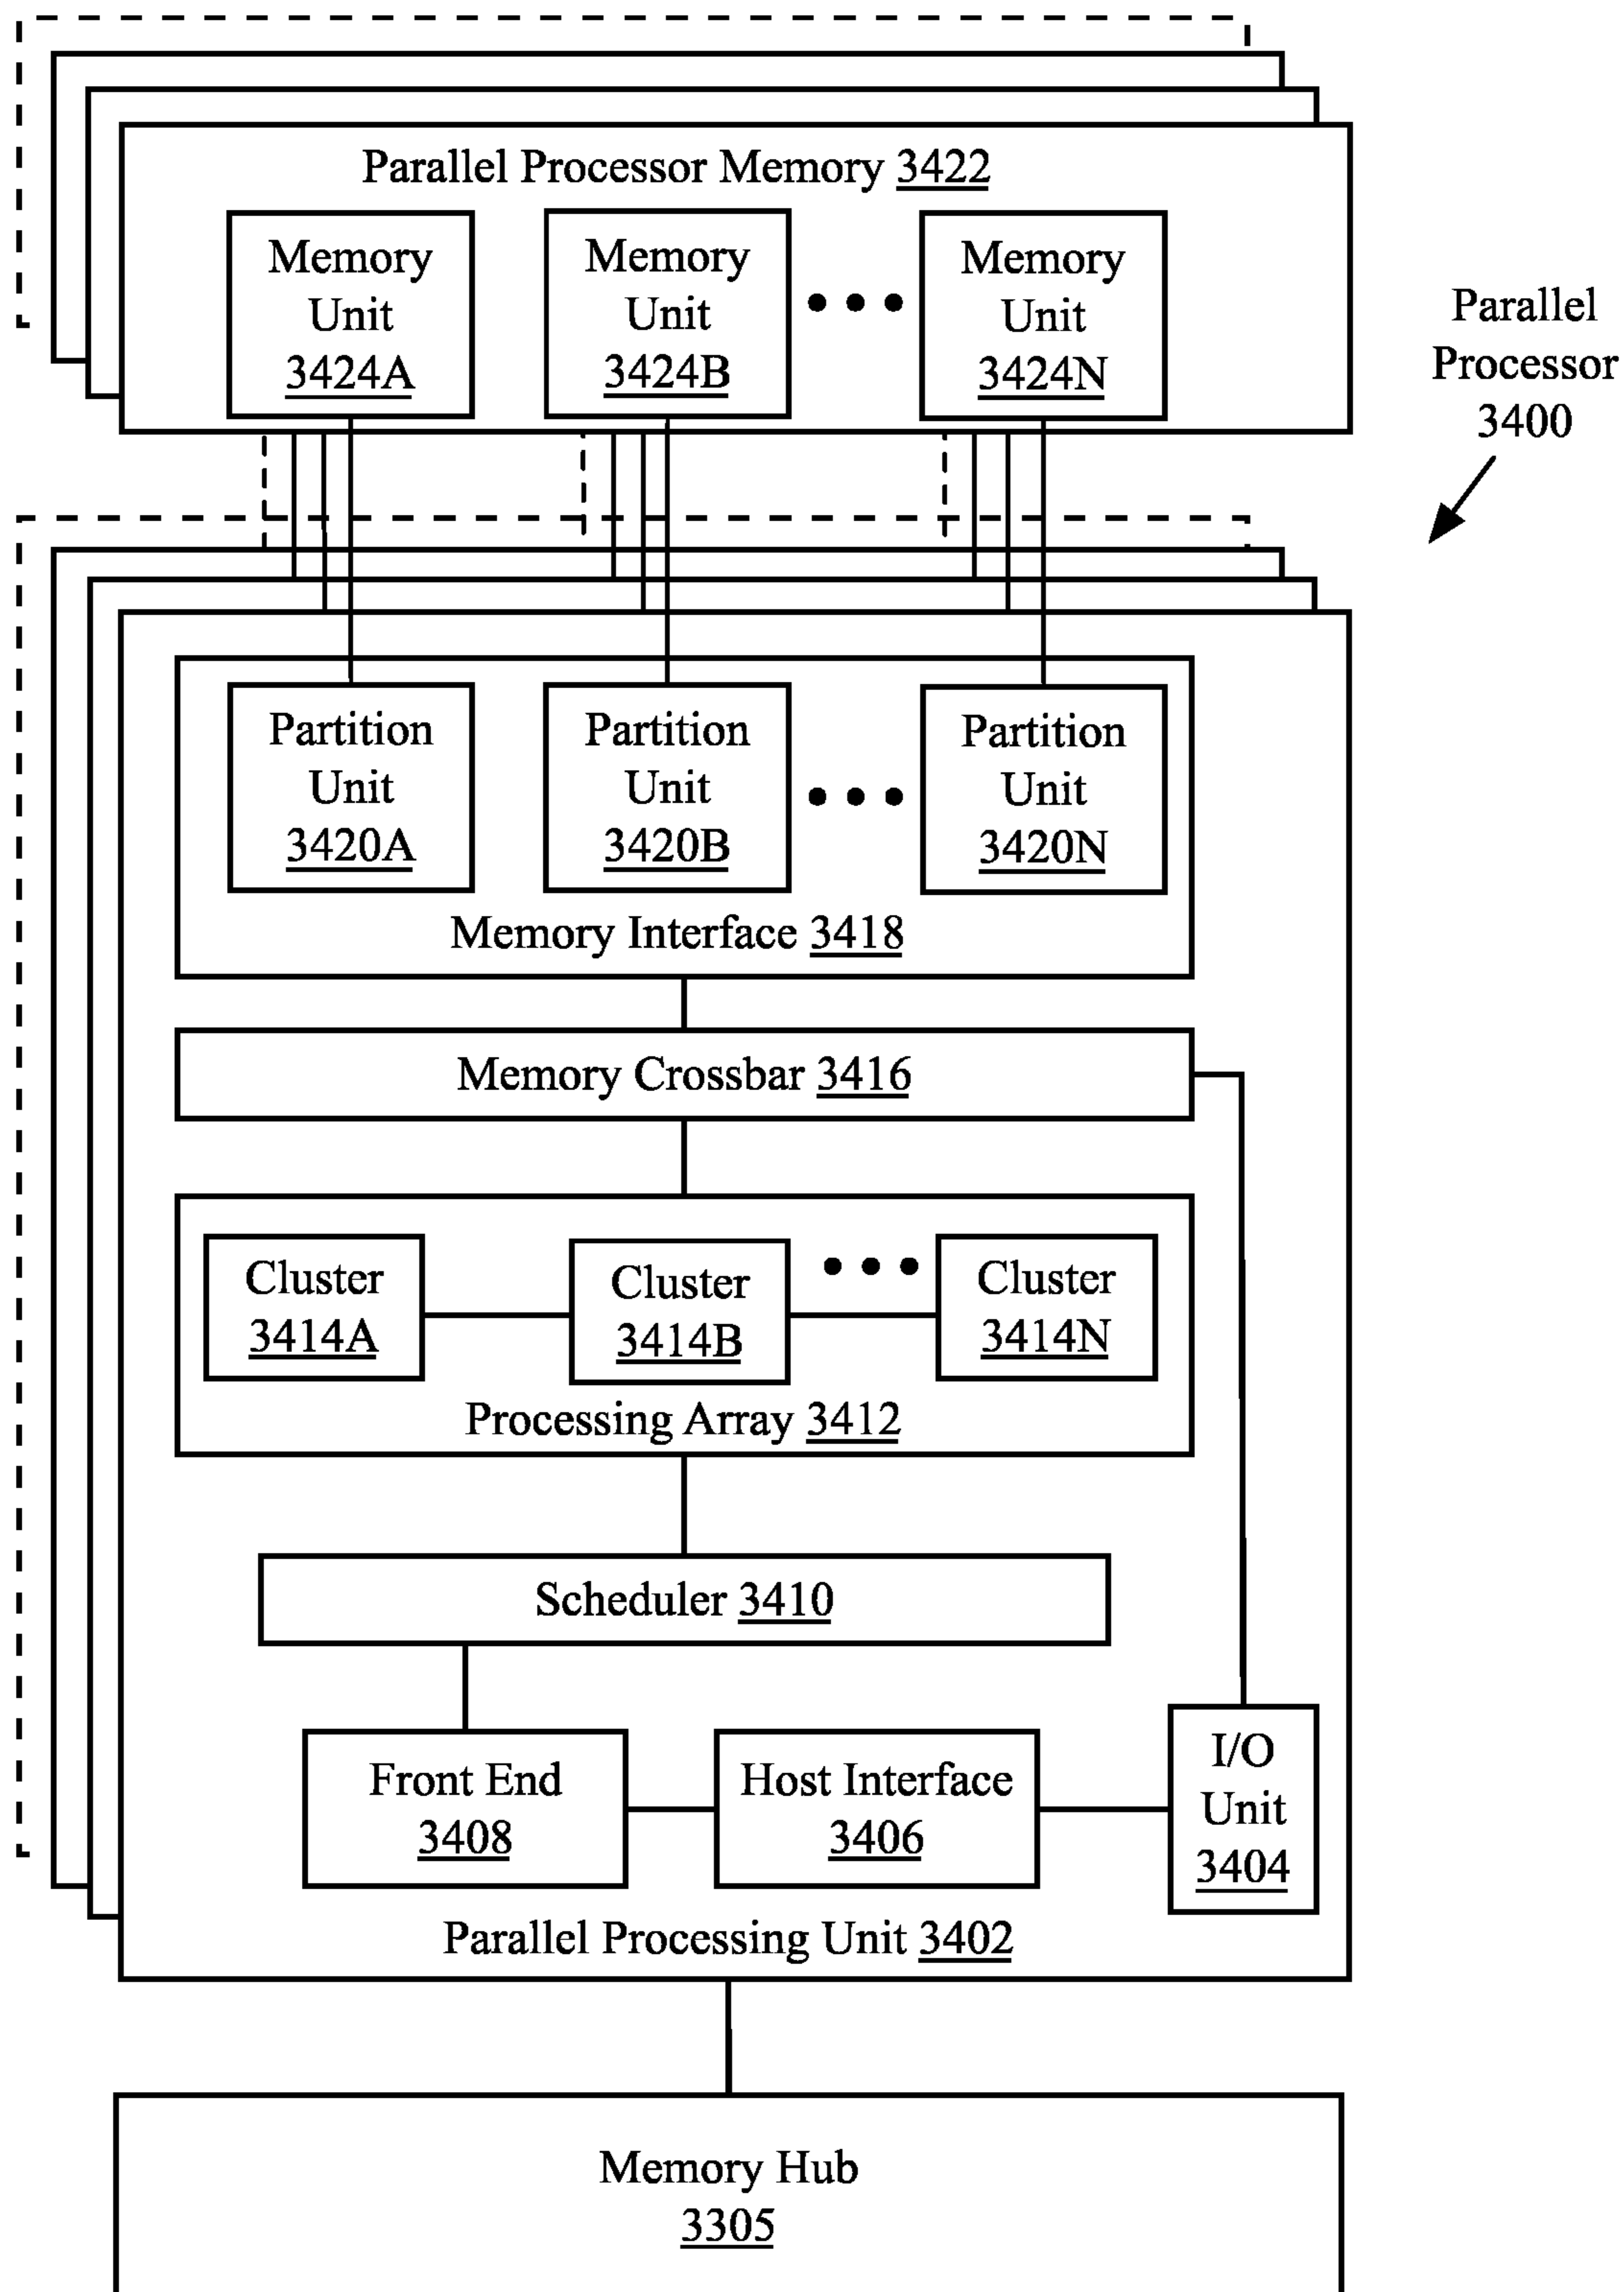 Parallel Processor Memory 3422
Memory
Unit
3424A
Memory
Unit
3424B
Memory
Unit
3424N
Parallel
Processor
3400
Partition
Unit
3420A
Partition
Unit
3420B
Partition
Unit
3420N
Memory Interface 3418
Memory Crossbar 3416
Cluster
3414A
Cluster
3414B
Cluster
3414N
Processing Array 3412
Scheduler 3410
Front End
3408
Host Interface
3406
I/O
Unit
3404
Parallel Processing Unit 3402
Memory Hub
3305